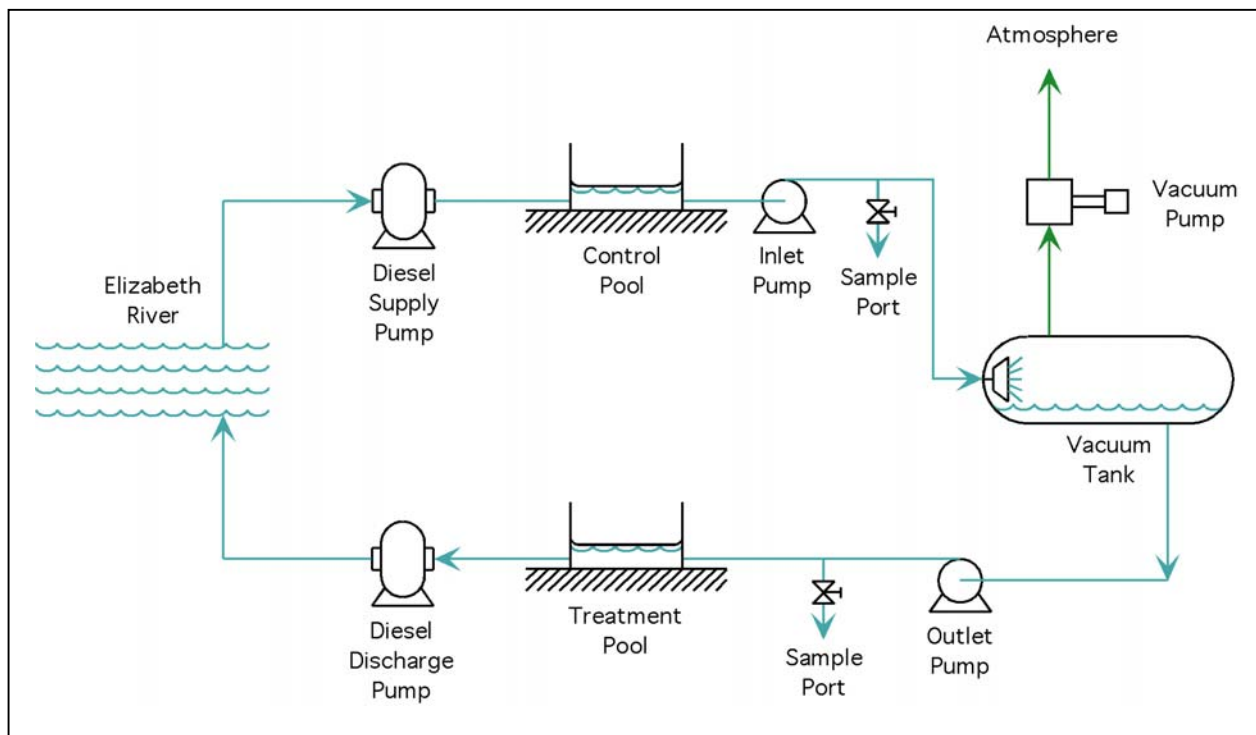 Atmosphere
Vacuum
Pump
Elizabeth
River
Diesel
Supply
Pump
Control
Pool
Inlet
Pump
Sample
Port
Vacuum
Tank
Diesel
Discharge
Pump
Treatment
Pool
Sample
Port
Outlet
Pump